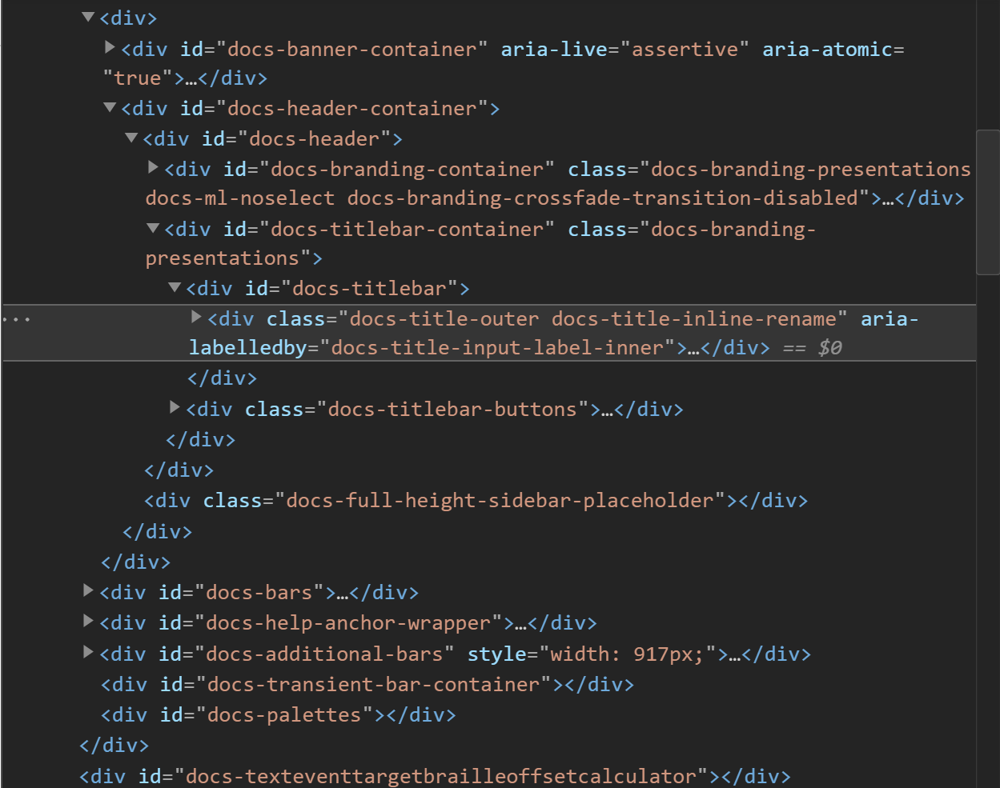 <div>
<div id="docs-banner-container" aria-live="assertive" aria-atomic=
"true">…</div>
<div id="docs-header-container">
<div id="docs-header">
<div id="docs-branding-container" class="docs-branding-presentations
docs-ml-noselect docs-branding-crossfade-transition-disabled">…</div>
<div id="docs-titlebar-container" class="docs-branding-
presentations">
<div id="docs-titlebar">
<div class="docs-title-outer docs-title-inline-rename" aria-
labelledby="docs-title-input-label-inner">…</div> == $0
</div>
<div class="docs-titlebar-buttons">…</div>
</div>
</div>
<div class="docs-full-height-sidebar-placeholder"></div>
</div>
</div>
<div id="docs-bars">…</div>
<div id="docs-help-anchor-wrapper">…</div>
<div id="docs-additional-bars" style="width: 917px;">…</div>
<div id="docs-transient-bar-container"></div>
<div id="docs-palettes"></div>
</div>
<div id="docs-texteventtargetbrailleoffsetcalculator"></div>